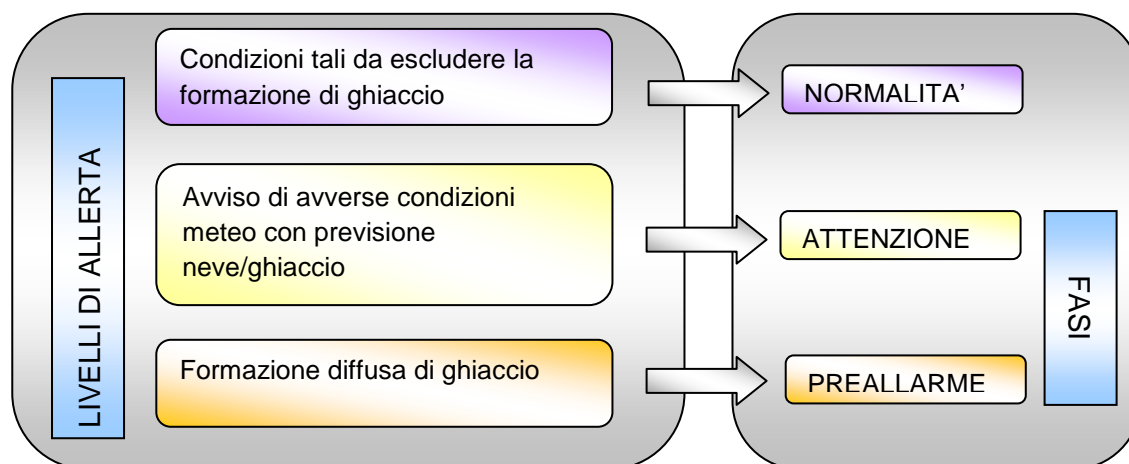 LIVELLI DI ALLERTA
Condizioni tali da escludere la
formazione di ghiaccio
NORMALITA’
Avviso di avverse condizioni
meteo con previsione
neve/ghiaccio
ATTENZIONE
Formazione diffusa di ghiaccio
PREALLARME
FASI